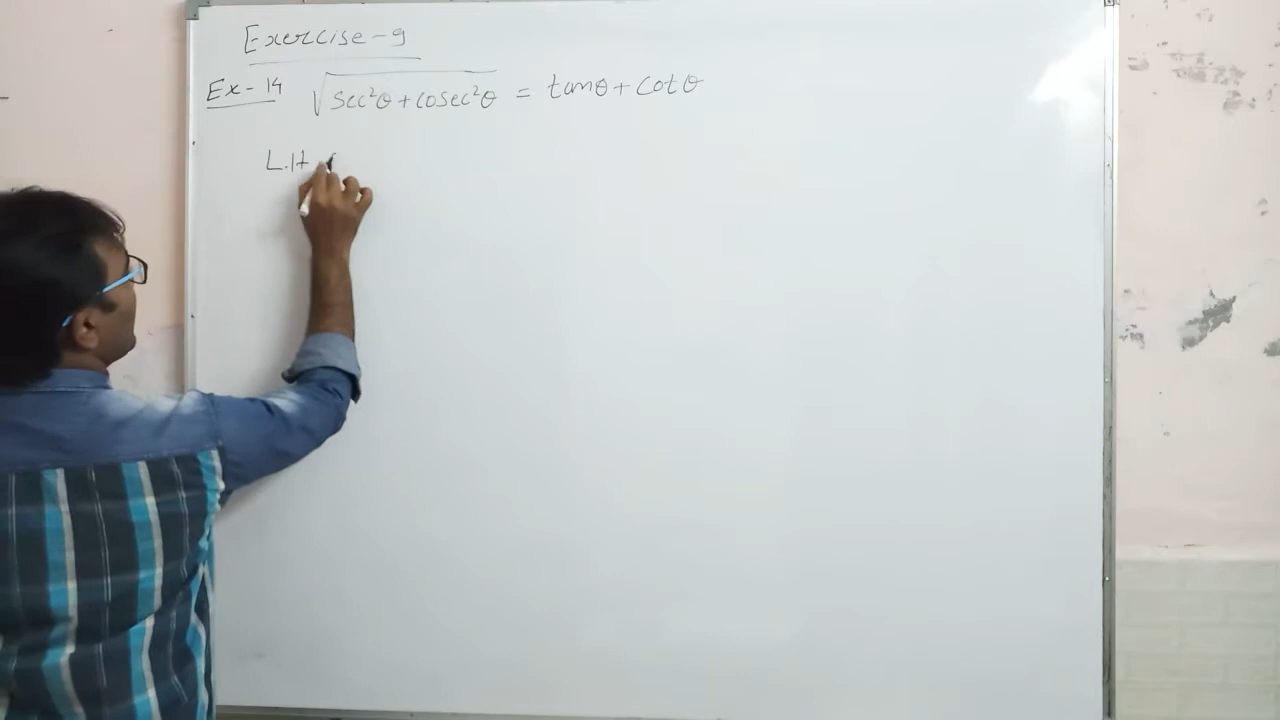 Exercise-9
Ex-14 √sec²θ+cosec²θ = tanθ+cotθ
L.H